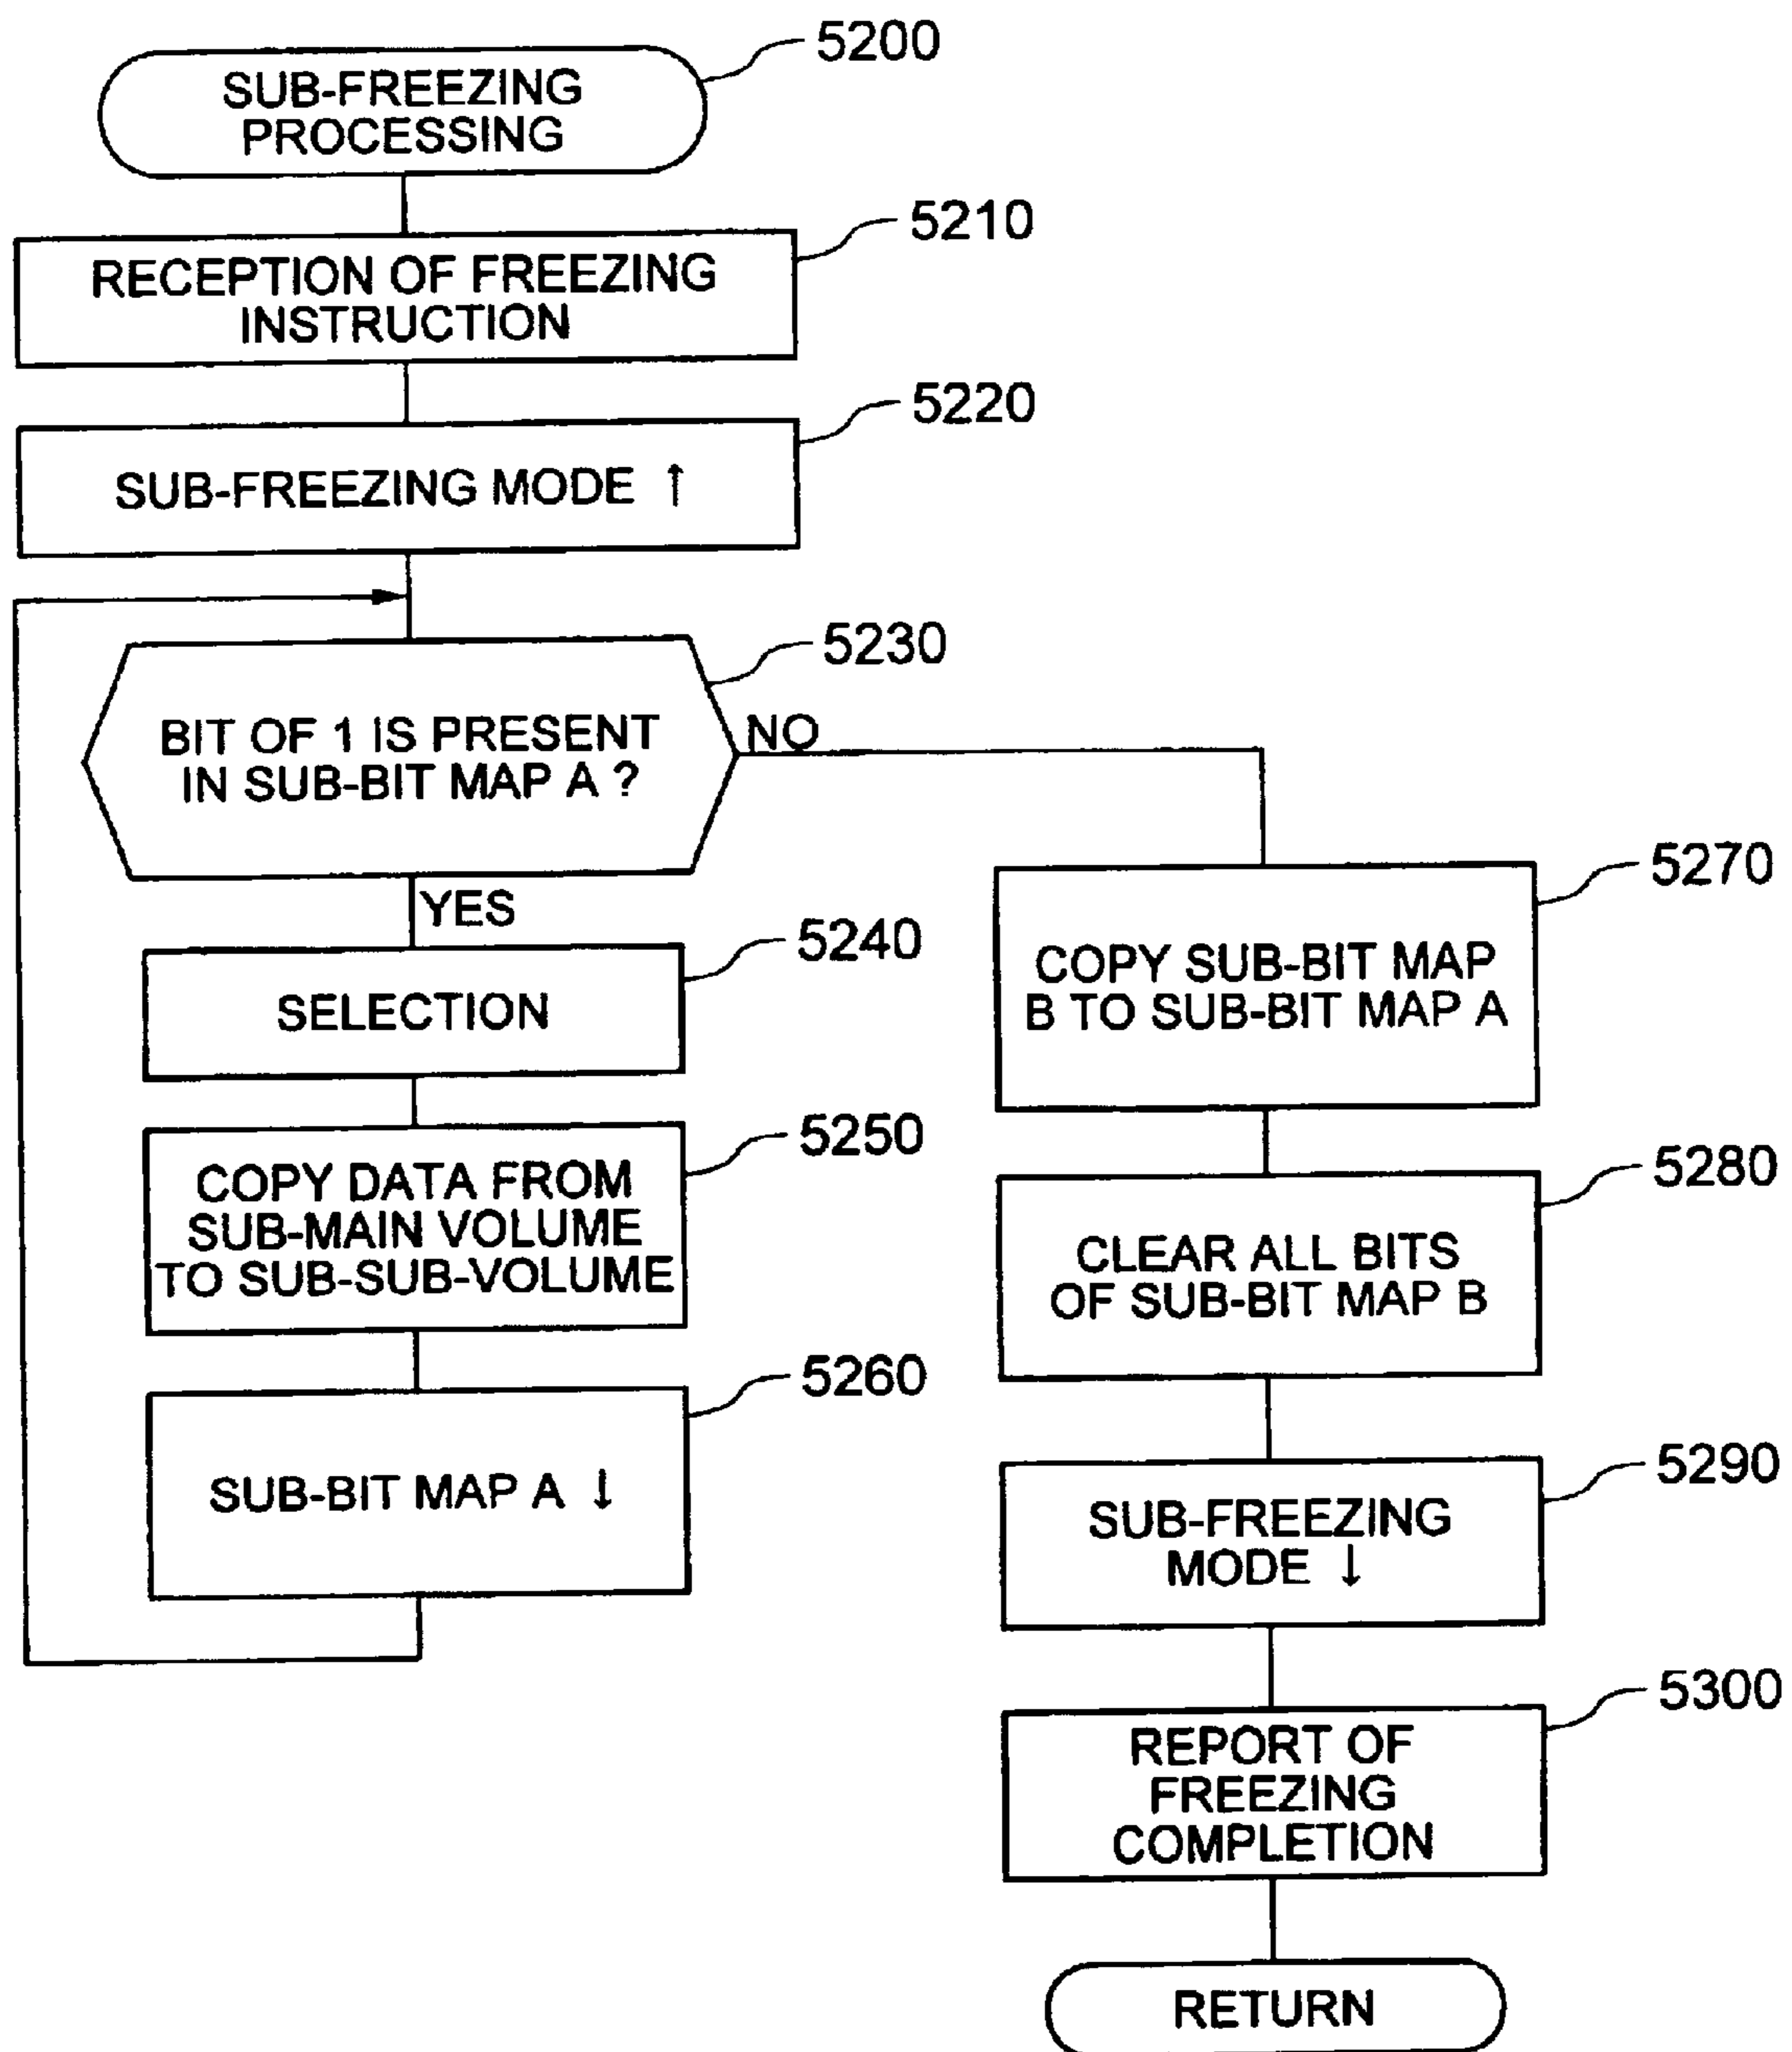 5200
SUB-FREEZING
PROCESSING
5210
RECEPTION OF FREEZING
INSTRUCTION
5220
SUB-FREEZING MODE ↑
5230
BIT OF 1 IS PRESENT
IN SUB-BIT MAP A ?
NO
YES
5240
SELECTION
5250
COPY DATA FROM
SUB-MAIN VOLUME
TO SUB-SUB-VOLUME
5260
SUB-BIT MAP A ↓
5270
COPY SUB-BIT MAP
B TO SUB-BIT MAP A
5280
CLEAR ALL BITS
OF SUB-BIT MAP B
5290
SUB-FREEZING
MODE ↓
5300
REPORT OF
FREEZING
COMPLETION
RETURN